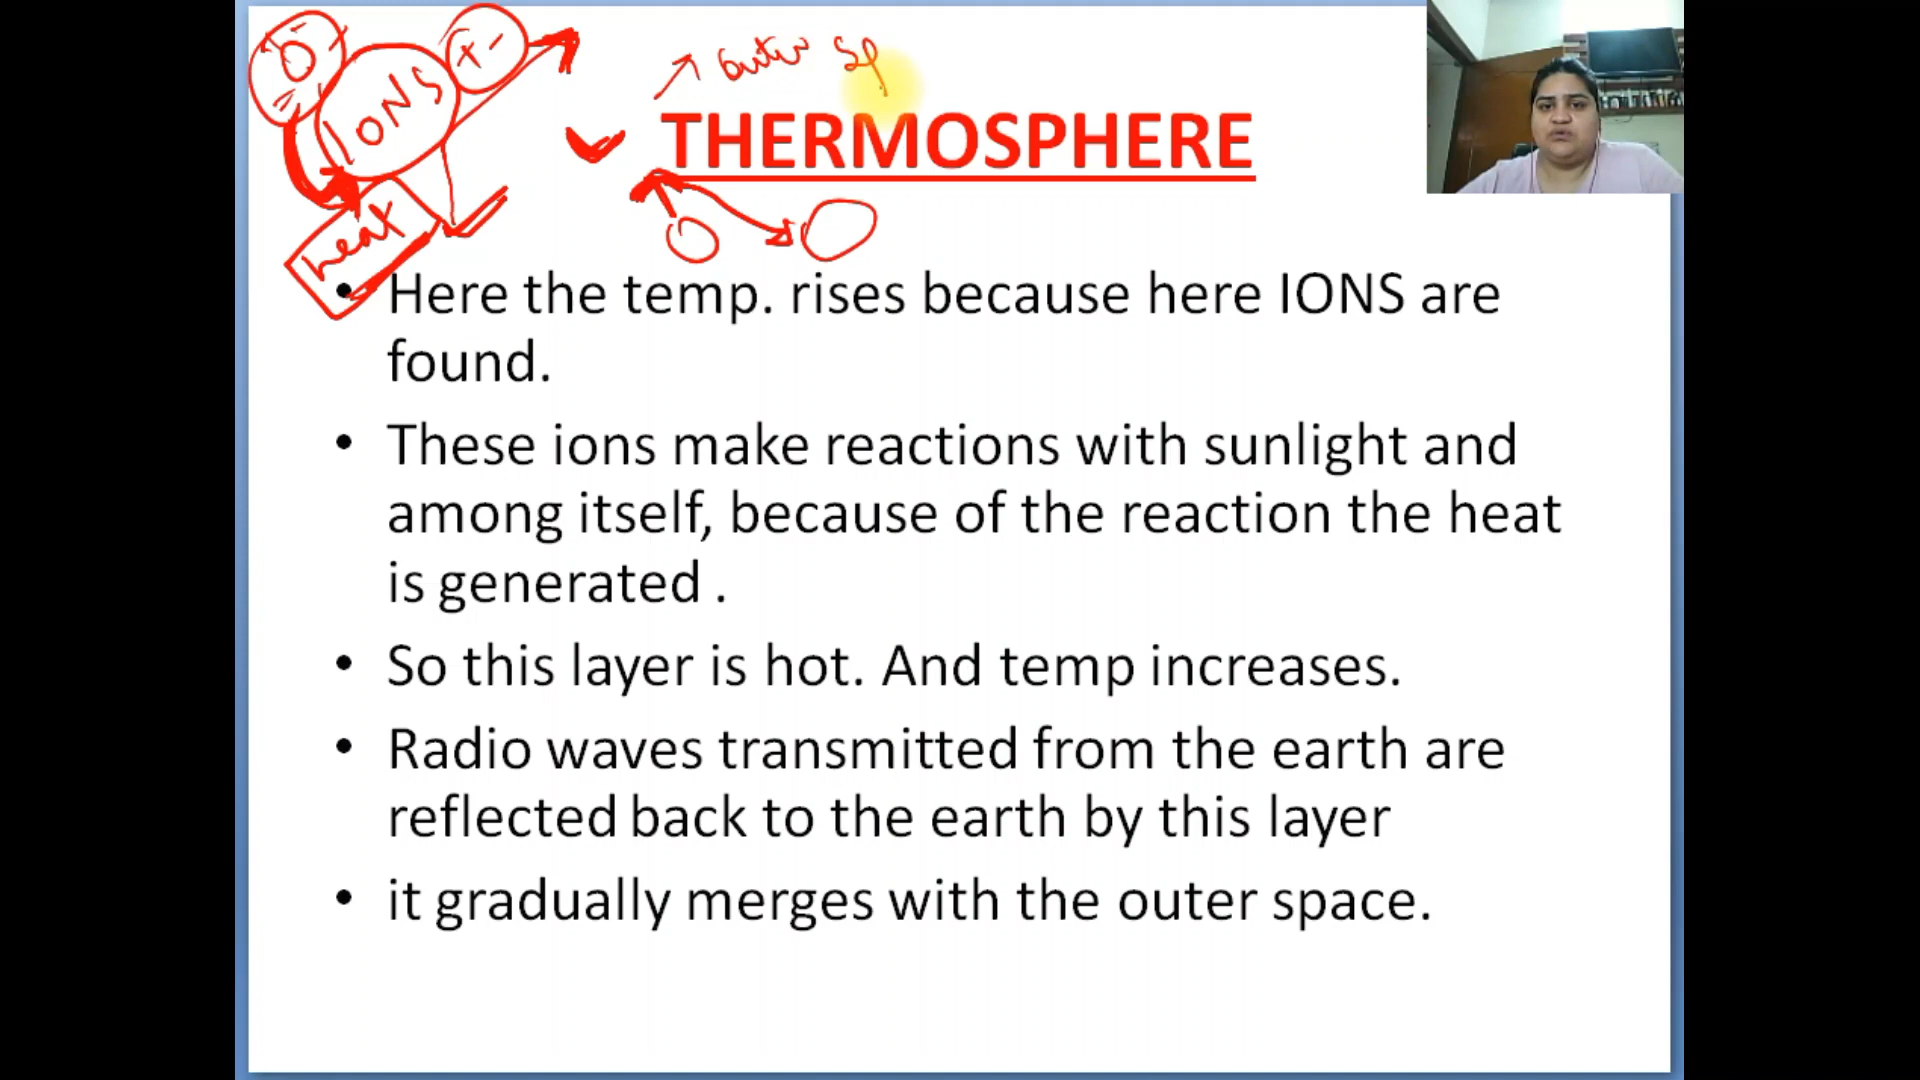 IONS
+ -
outer sp
THERMOSPHERE
heat
• Here the temp. rises because here IONS are
found.
• These ions make reactions with sunlight and
among itself, because of the reaction the heat
is generated .
• So this layer is hot. And temp increases.
• Radio waves transmitted from the earth are
reflected back to the earth by this layer
• it gradually merges with the outer space.